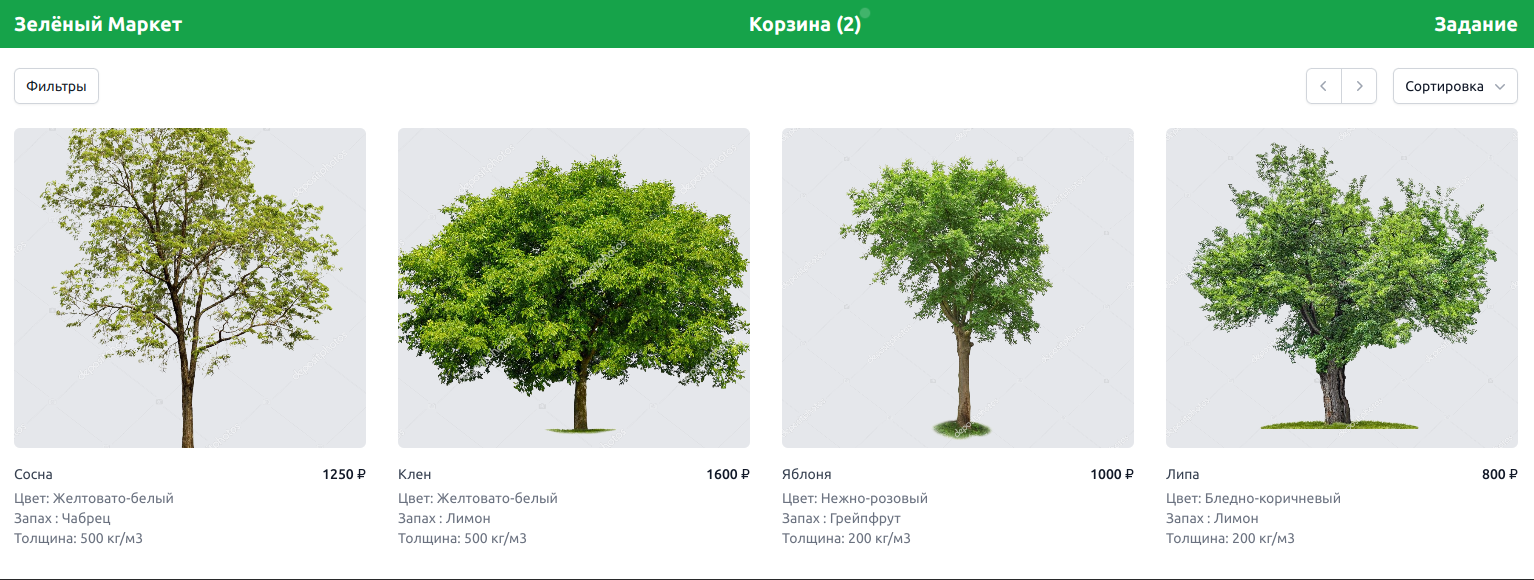 Зелёный Маркет
Корзина (2)
Задание
Фильтры
Сортировка
Сосна 1250 ₽
Цвет: Желтовато-белый
Запах : Чабрец
Толщина: 500 кг/м3
Клен 1600 ₽
Цвет: Желтовато-белый
Запах : Лимон
Толщина: 500 кг/м3
Яблоня 1000 ₽
Цвет: Нежно-розовый
Запах : Грейпфрут
Толщина: 200 кг/м3
Липа 800 ₽
Цвет: Бледно-коричневый
Запах : Лимон
Толщина: 200 кг/м3